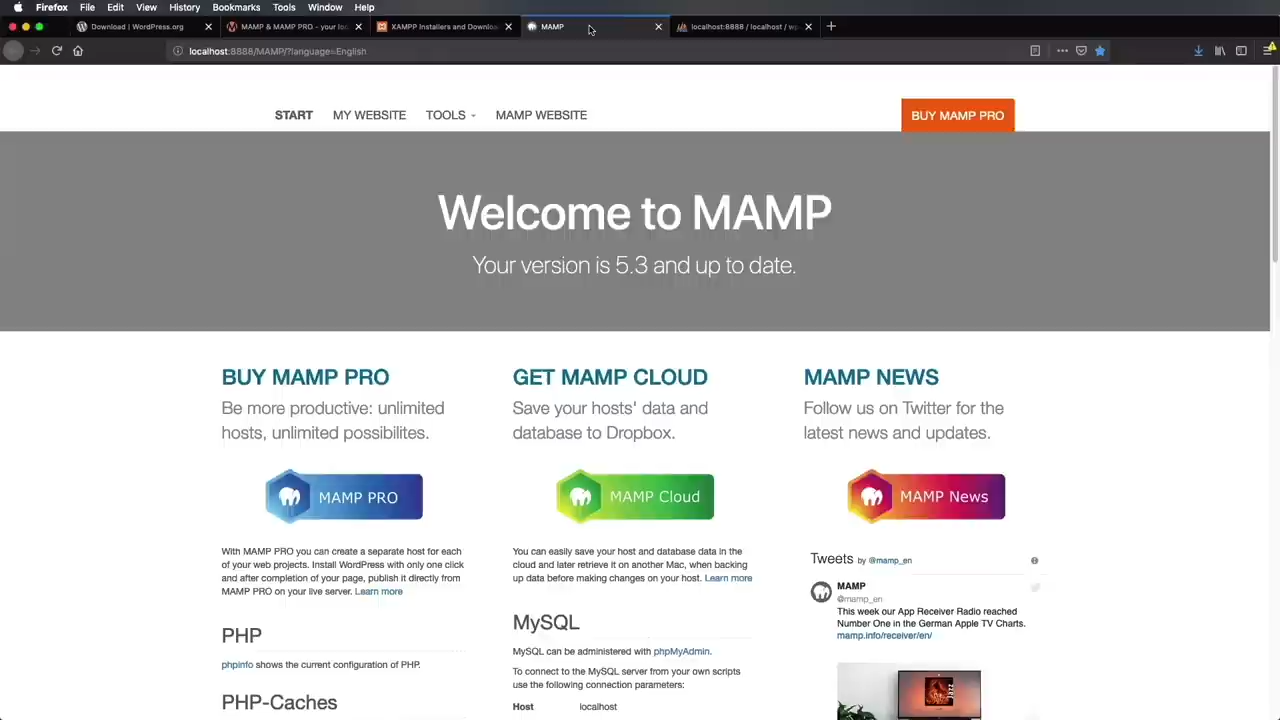 Firefox File Edit View History Bookmarks Tools Window Help
Download | WordPress.org
MAMP & MAMP PRO - your lo
XAMPP Installers and Downloa
MAMP
localhost:8888 / localhost / wp
localhost:8888/MAMP/?language=English
START MY WEBSITE TOOLS MAMP WEBSITE
BUY MAMP PRO
Welcome to MAMP
Your version is 5.3 and up to date.
BUY MAMP PRO
Be more productive: unlimited
hosts, unlimited possibilites.
MAMP PRO
With MAMP PRO you can create a separate host for each
of your web projects. Install WordPress with only one click
and after completion of your page, publish it directly from
MAMP PRO on your live server. Learn more
PHP
phpinfo shows the current configuration of PHP.
PHP-Caches
GET MAMP CLOUD
Save your hosts' data and
database to Dropbox.
MAMP Cloud
You can easily save your host and database data in the
cloud and later retrieve it on another Mac, when backing
up data before making changes on your host. Learn more
MySQL
MySQL can be administered with phpMyAdmin.
To connect to the MySQL server from your own scripts
use the following connection parameters:
Host localhost
MAMP NEWS
Follow us on Twitter for the
latest news and updates.
MAMP News
Tweets by @mamp_en
MAMP
@mamp_en
This week our App Receiver Radio reached
Number One in the German Apple TV Charts.
mamp.info/receiver/en/